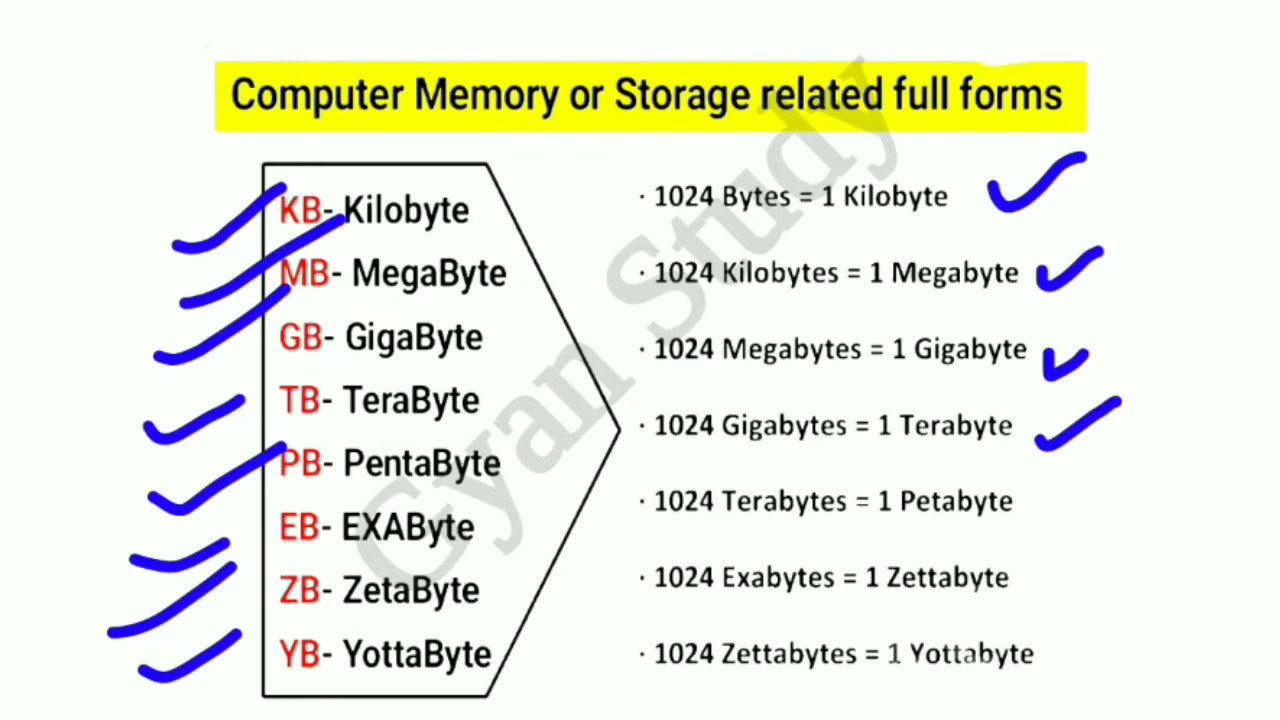 Computer Memory or Storage related full forms
KB- Kilobyte
MB- MegaByte
GB- GigaByte
TB- TeraByte
PB- PentaByte
EB- EXAByte
ZB- ZetaByte
YB- YottaByte
· 1024 Bytes = 1 Kilobyte
· 1024 Kilobytes = 1 Megabyte
· 1024 Megabytes = 1 Gigabyte
· 1024 Gigabytes = 1 Terabyte
· 1024 Terabytes = 1 Petabyte
· 1024 Exabytes = 1 Zettabyte
· 1024 Zettabytes = 1 Yottabyte
Gyan Study